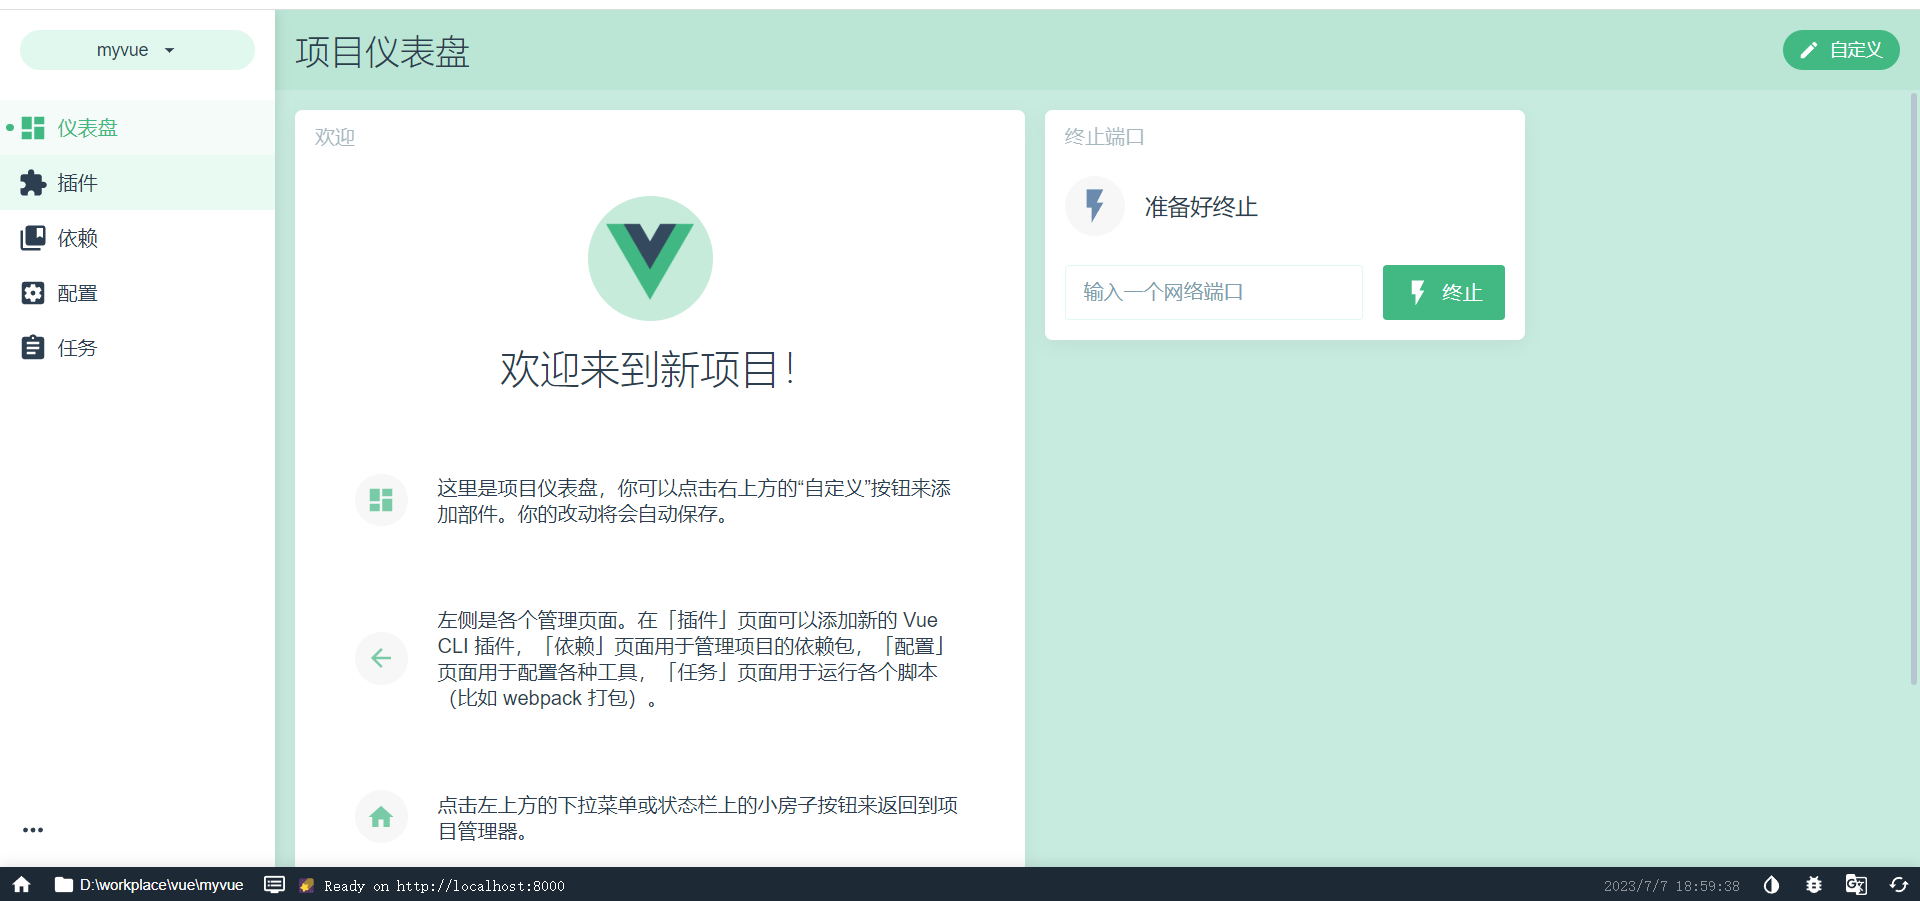 myvue
项目仪表盘
自定义
仪表盘
插件
依赖
配置
任务
欢迎
欢迎来到新项目！
这里是项目仪表盘，你可以点击右上方的“自定义”按钮来添
加部件。你的改动将会自动保存。
左侧是各个管理页面。在「插件」页面可以添加新的 Vue
CLI 插件，「依赖」页面用于管理项目的依赖包，「配置」
页面用于配置各种工具，「任务」页面用于运行各个脚本
（比如 webpack 打包）。
点击左上方的下拉菜单或状态栏上的小房子按钮来返回到项
目管理器。
终止端口
准备好终止
输入一个网络端口
终止
D:\workplace\vue\myvue
Ready on http://localhost:8000
2023/7/7 18:59:38